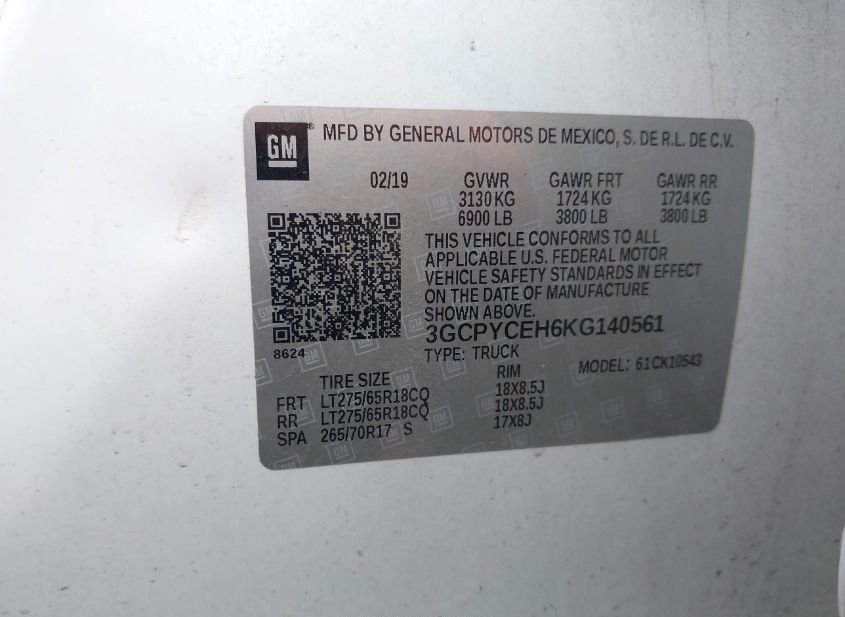 GM® MFD BY GENERAL MOTORS DE MEXICO, S. DE R.L. DE C.V.
02/19 GVWR GAWR FRT GAWR RR
3130 KG 1724 KG 1724 KG
6900 LB 3800 LB 3800 LB
THIS VEHICLE CONFORMS TO ALL
APPLICABLE U.S. FEDERAL MOTOR
VEHICLE SAFETY STANDARDS IN EFFECT
ON THE DATE OF MANUFACTURE
SHOWN ABOVE.
3GCPYCEH6KG140561
8624
TYPE: TRUCK MODEL: 61CK10543
TIRE SIZE RIM
FRT LT275/65R18CQ 18X8.5J
RR LT275/65R18CQ 18X8.5J
SPA 265/70R17 S 17X8J